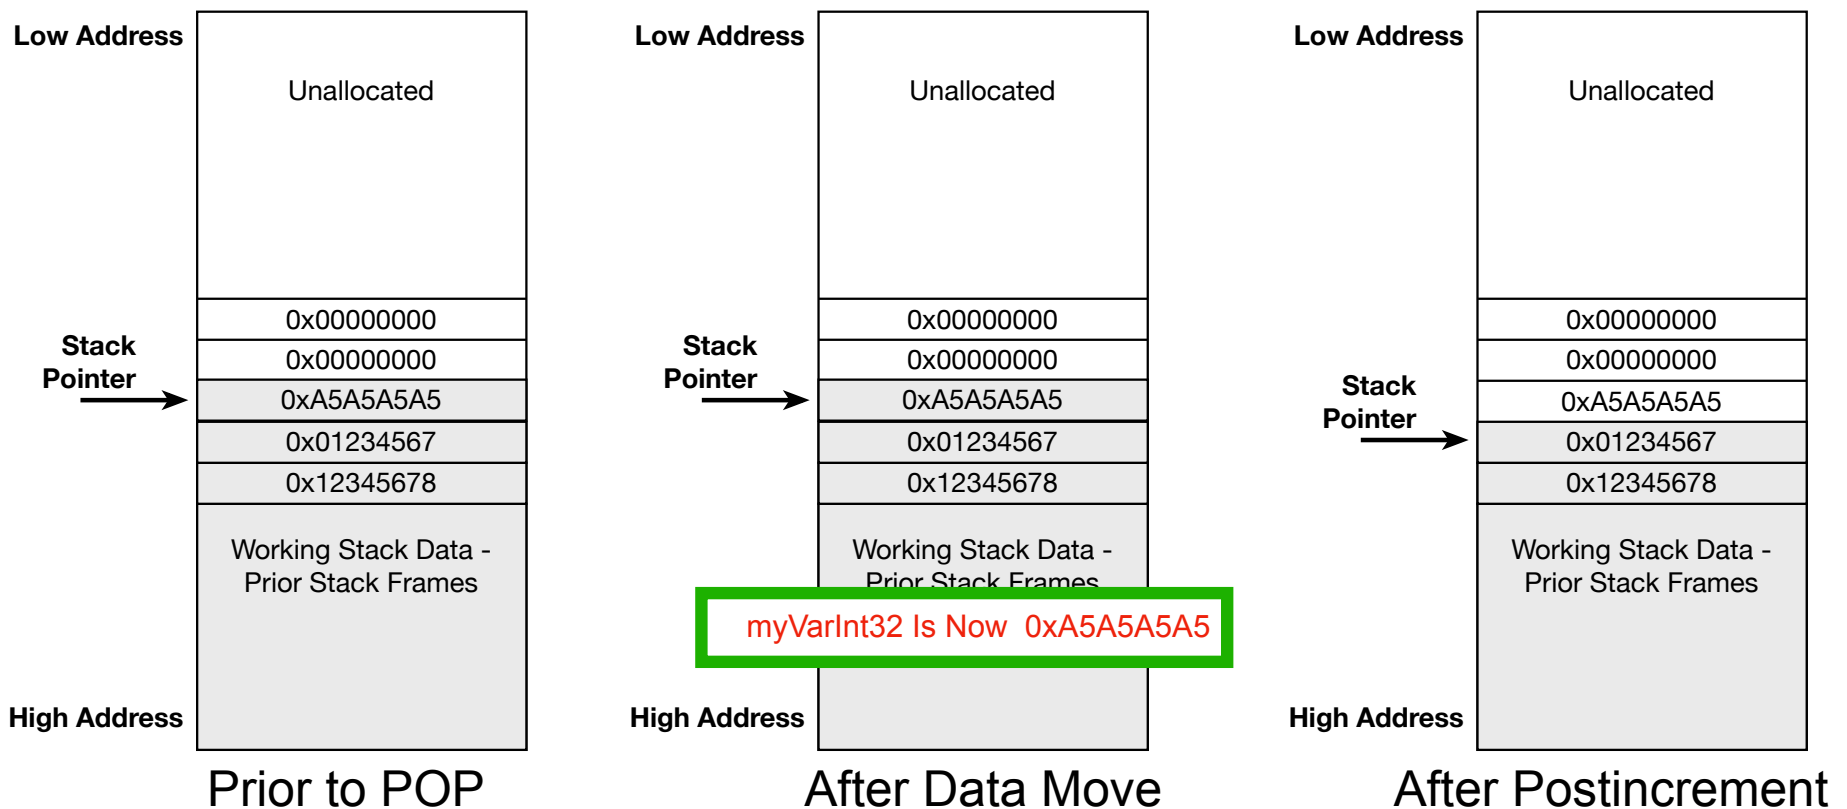 Low Address
Unallocated
0x00000000
0x00000000
Stack
Pointer
0xA5A5A5A5
0x01234567
0x12345678
Working Stack Data -
Prior Stack Frames
High Address
Prior to POP
Low Address
Unallocated
0x00000000
0x00000000
Stack
Pointer
0xA5A5A5A5
0x01234567
0x12345678
Working Stack Data -
Prior Stack Frames
myVarInt32 Is Now 0xA5A5A5A5
High Address
After Data Move
Low Address
Unallocated
0x00000000
0x00000000
0xA5A5A5A5
Stack
Pointer
0x01234567
0x12345678
Working Stack Data -
Prior Stack Frames
High Address
After Postincrement